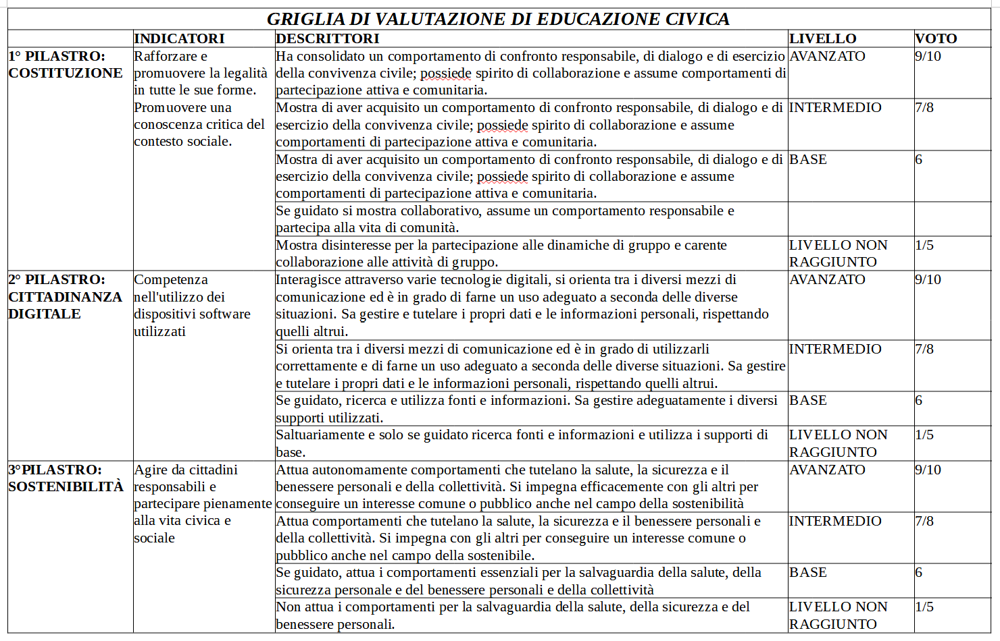 GRIGLIA DI VALUTAZIONE DI EDUCAZIONE CIVICA
INDICATORI DESCRITTORI LIVELLO VOTO
1° PILASTRO:
COSTITUZIONE
Rafforzare e
promuovere la legalità
in tutte le sue forme.
Promuovere una
conoscenza critica del
contesto sociale.
Ha consolidato un comportamento di confronto responsabile, di dialogo e di esercizio
della convivenza civile; possiede spirito di collaborazione e assume comportamenti di
partecipazione attiva e comunitaria.
AVANZATO
9/10
Mostra di aver acquisito un comportamento di confronto responsabile, di dialogo e di
esercizio della convivenza civile; possiede spirito di collaborazione e assume
comportamenti di partecipazione attiva e comunitaria.
INTERMEDIO
7/8
Mostra di aver acquisito un comportamento di confronto responsabile, di dialogo e di
esercizio della convivenza civile; possiede spirito di collaborazione e assume
comportamenti di partecipazione attiva e comunitaria.
BASE
6
Se guidato si mostra collaborativo, assume un comportamento responsabile e
partecipa alla vita di comunità.
Mostra disinteresse per la partecipazione alle dinamiche di gruppo e carente
collaborazione alle attività di gruppo.
LIVELLO NON
RAGGIUNTO
1/5
2° PILASTRO:
CITTADINANZA
DIGITALE
Competenza
nell'utilizzo dei
dispositivi software
utilizzati
Interagisce attraverso varie tecnologie digitali, si orienta tra i diversi mezzi di
comunicazione ed è in grado di farne un uso adeguato a seconda delle diverse
situazioni. Sa gestire e tutelare i propri dati e le informazioni personali, rispettando
quelli altrui.
AVANZATO
9/10
Si orienta tra i diversi mezzi di comunicazione ed è in grado di utilizzarli
correttamente e di farne un uso adeguato a seconda delle diverse situazioni. Sa gestire
e tutelare i propri dati e le informazioni personali, rispettando quelli altrui.
INTERMEDIO
7/8
Se guidato, ricerca e utilizza fonti e informazioni. Sa gestire adeguatamente i diversi
supporti utilizzati.
BASE
6
Saltuariamente e solo se guidato ricerca fonti e informazioni e utilizza i supporti di
base.
LIVELLO NON
RAGGIUNTO
1/5
3°PILASTRO:
SOSTENIBILITÀ
Agire da cittadini
responsabili e
partecipare pienamente
alla vita civica e
sociale
Attua autonomamente comportamenti che tutelano la salute, la sicurezza e il
benessere personali e della collettività. Si impegna efficacemente con gli altri per
conseguire un interesse comune o pubblico anche nel campo della sostenibilità
AVANZATO
9/10
Attua comportamenti che tutelano la salute, la sicurezza e il benessere personali e
della collettività. Si impegna con gli altri per conseguire un interesse comune o
pubblico anche nel campo della sostenibile.
INTERMEDIO
7/8
Se guidato, attua i comportamenti essenziali per la salvaguardia della salute, della
sicurezza personale e del benessere personali e della collettività
BASE
6
Non attua i comportamenti per la salvaguardia della salute, della sicurezza e del
benessere personali.
LIVELLO NON
RAGGIUNTO
1/5